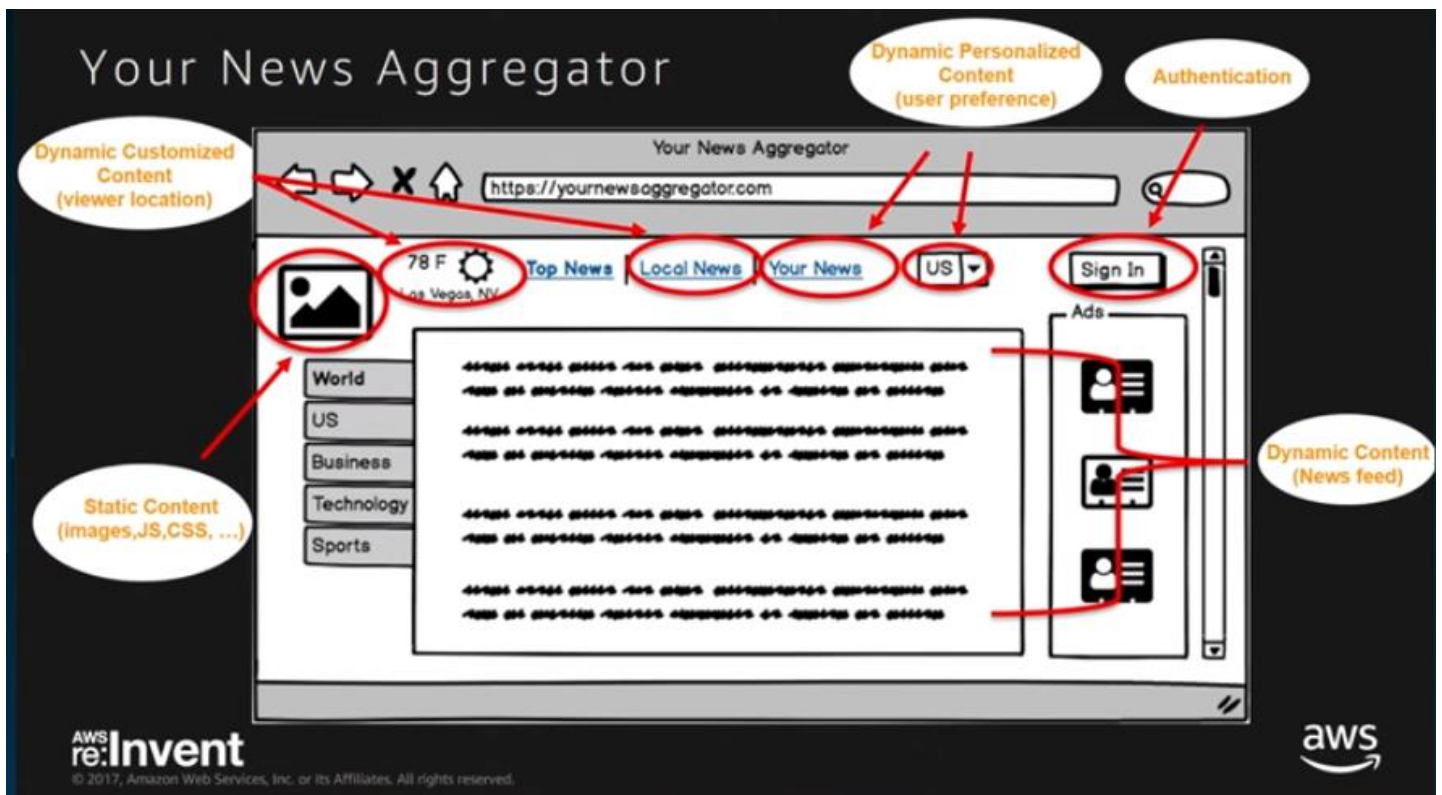 Your News Aggregator
Dynamic Personalized
Content
(user preference)
Authentication
Dynamic Customized
Content
(viewer location)
Your News Aggregator
https://yournewsaggregator.com
78 F
Las Vegas, NV
Top News
Local News
Your News
US
Sign In
Ads
World
US
Business
Technology
Sports
Static Content
(images,JS,CSS, ...)
Dynamic Content
(News feed)
AWS
re:Invent
© 2017, Amazon Web Services, Inc. or its Affiliates. All rights reserved.
aws